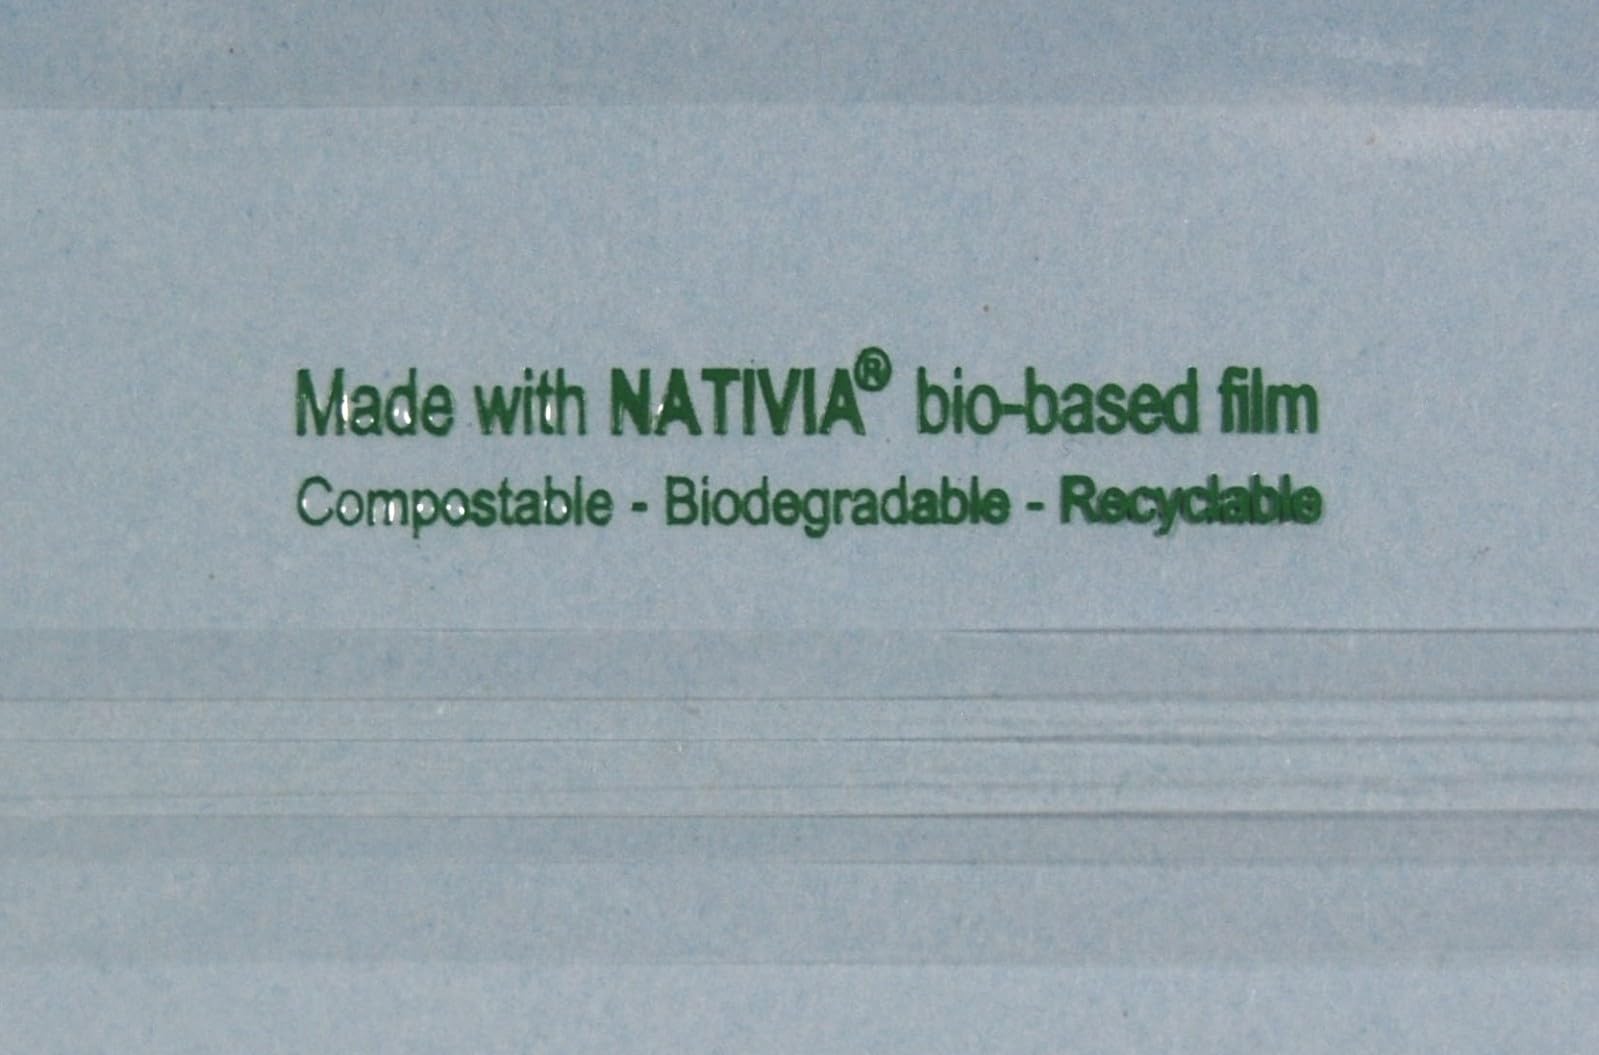 Made with NATIVIA® bio-based film
Compostable - Biodegradable - Recyclable